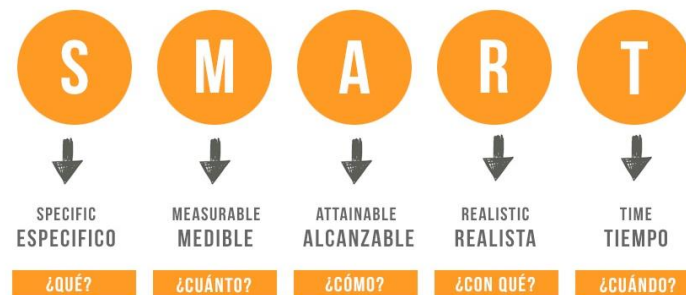 S M A R T
SPECIFIC MEASURABLE ATTAINABLE REALISTIC TIME
ESPECIFICO MEDIBLE ALCANZABLE REALISTA TIEMPO
¿QUÉ? ¿CUÁNTO? ¿CÓMO? ¿CON QUÉ? ¿CUÁNDO?